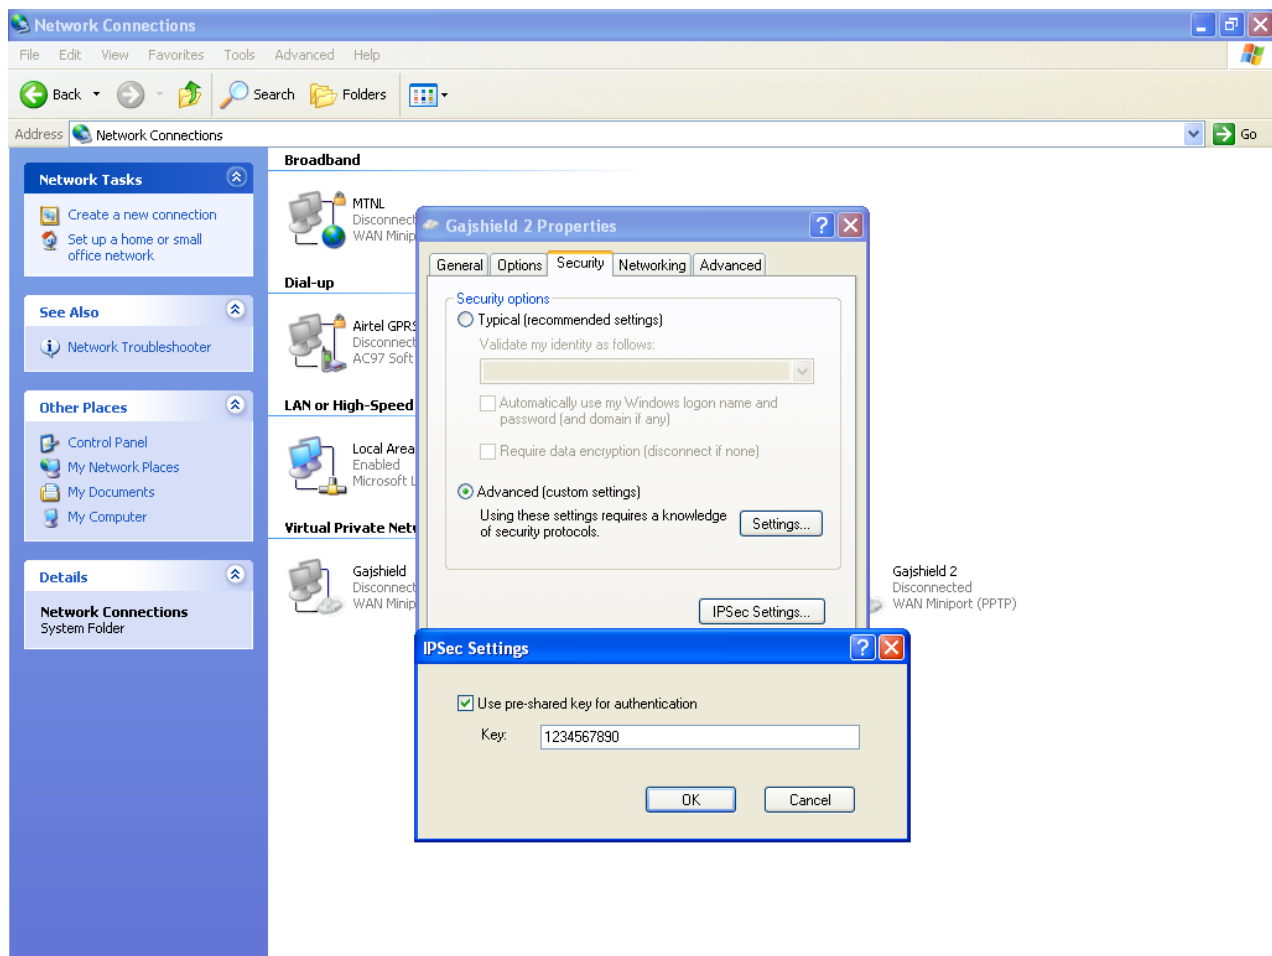 Network Connections
File Edit View Favorites Tools Advanced Help
Back Search Folders
Address Network Connections Go
Network Tasks
Create a new connection
Set up a home or small
office network
See Also
Network Troubleshooter
Other Places
Control Panel
My Network Places
My Documents
My Computer
Details
Network Connections
System Folder
Broadband
MTNL
Disconnect
WAN Minip
Dial-up
Airtel GPRS
Disconnect
AC97 Soft
LAN or High-Speed
Local Area
Enabled
Microsoft L
Virtual Private Net
Gajshield
Disconnect
WAN Minip
Gajshield 2
Disconnected
WAN Miniport (PPTP)
Gajshield 2 Properties
General Options Security Networking Advanced
Security options
Typical (recommended settings)
Validate my identity as follows:
Automatically use my Windows logon name and
password (and domain if any)
Require data encryption (disconnect if none)
Advanced (custom settings)
Using these settings requires a knowledge
of security protocols.
Settings...
IPSec Settings...
IPSec Settings
Use pre-shared key for authentication
Key: 1234567890
OK Cancel